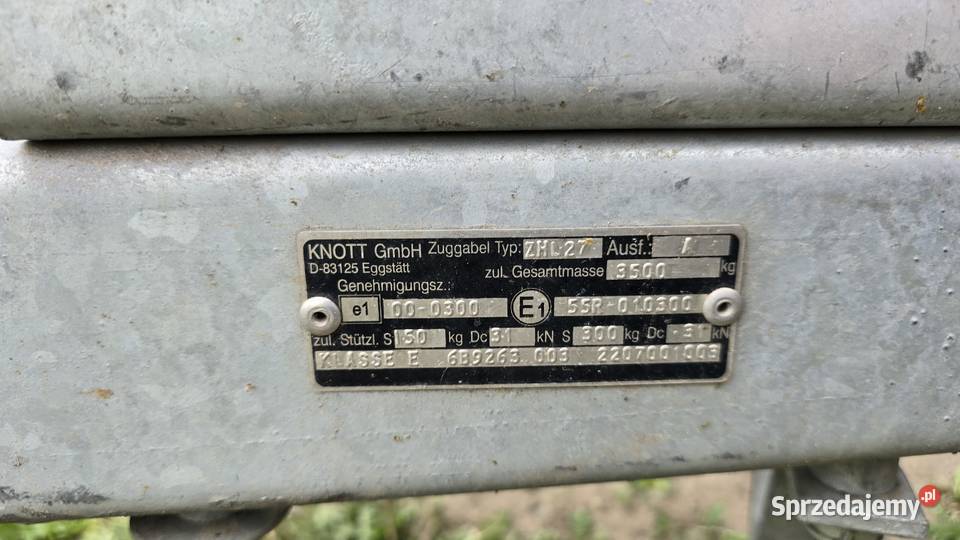 KNOTT GmbH Zuggabel Typ: ZHL27 Ausf.: A
D-83125 Eggstätt zul. Gesamtmasse 3500 kg
Genehmigungsz.:
e1 00-0300 E1 55R-010300
zul. Stützl. S 150 kg Dc 31 kN S 300 kg Dc 31 kN
KLASSE E 6B9263.003 2207001003
Sprzedajemy.pl